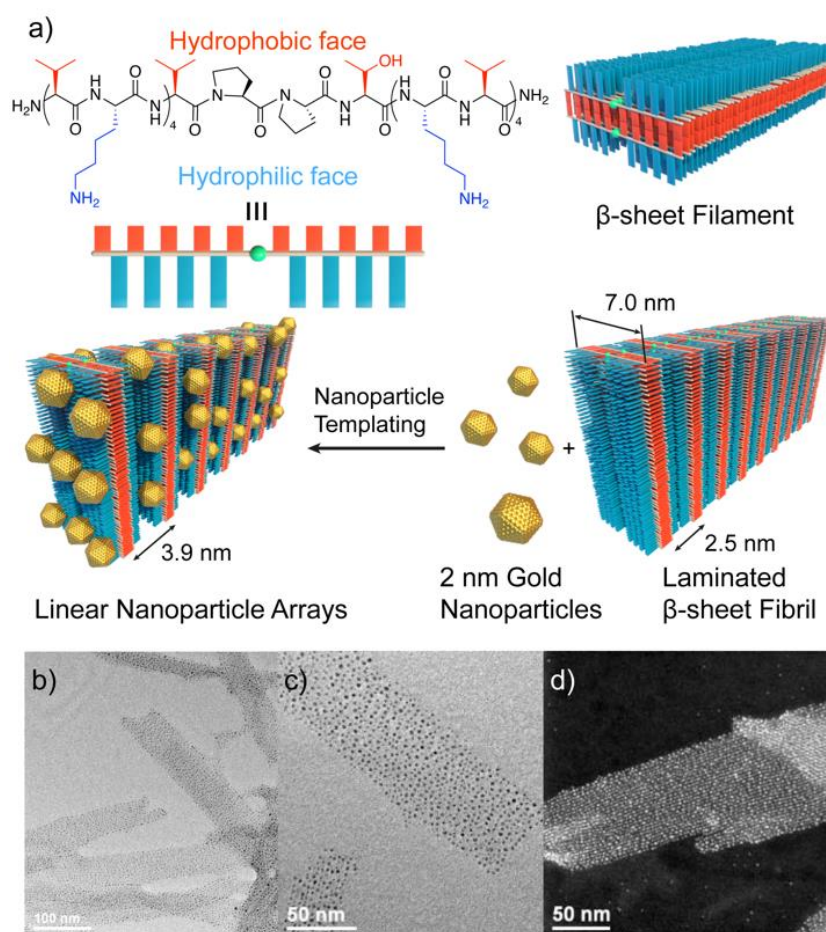 a)
Hydrophobic face
OH
H₂N
O
H
N
N
H
O
4
N
O
N
O
H
N
O
N
H
O
H
N
4
NH₂
NH₂
NH₂
Hydrophilic face
β-sheet Filament
7.0 nm
Nanoparticle
Templating
+
3.9 nm
2.5 nm
Linear Nanoparticle Arrays
2 nm Gold
Nanoparticles
Laminated
β-sheet Fibril
b)
c)
d)
100 nm
50 nm
50 nm